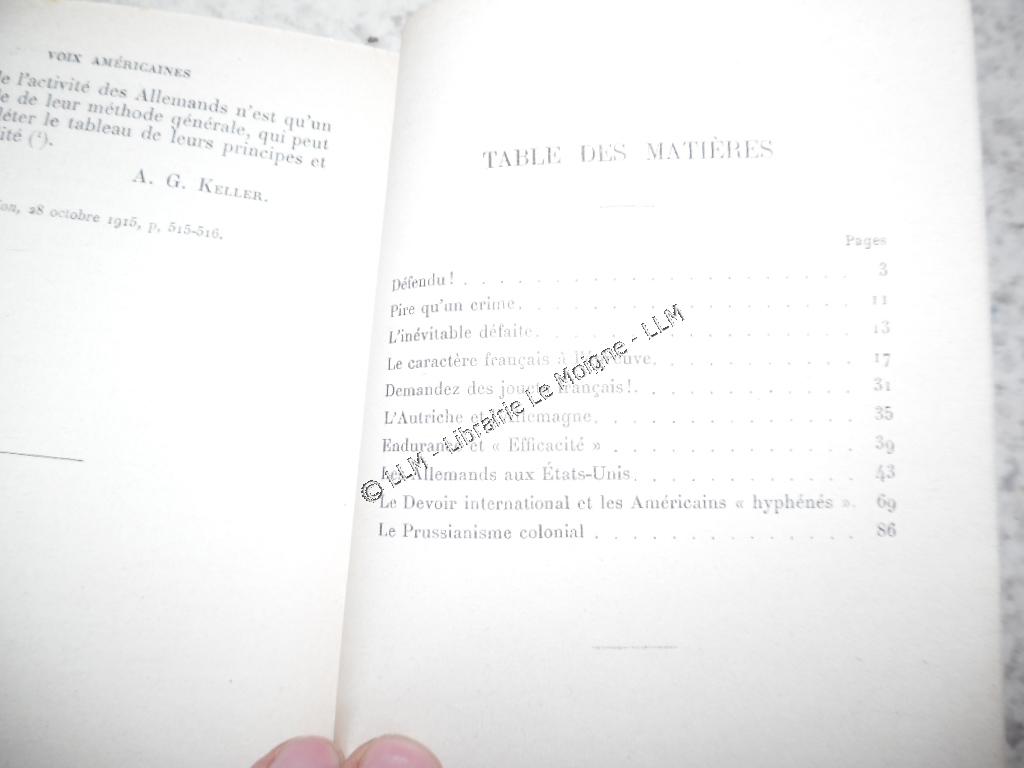 VOIX AMÉRICAINES
l'activité des Allemands n'est qu'un
de leur méthode générale, qui peut
le tableau de leurs principes et
(¹).
A. G. KELLER.
28 octobre 1915, p, 515-516.
TABLE DES MATIÈRES
Pages
Défendu ! . . . . . . . . . . . . . . . . . . . . 3
Pire qu'un crime. . . . . . . . . . . . . . . . . . 11
L'inévitable défaite. . . . . . . . . . . . . . . . . 13
Le caractère français à l'épreuve. . . . . . . . . . . 17
Demandez des jouets français !. . . . . . . . . . . . 31
L'Autriche et l'Allemagne. . . . . . . . . . . . . . 35
Endurance et « Efficacité » . . . . . . . . . . . . . 39
Les Allemands aux États-Unis. . . . . . . . . . . . 43
Le Devoir international et les Américains « hyphénés ». 69
Le Prussianisme colonial . . . . . . . . . . . . . . 86
© LLM - Librairie Le Moigne - LLM